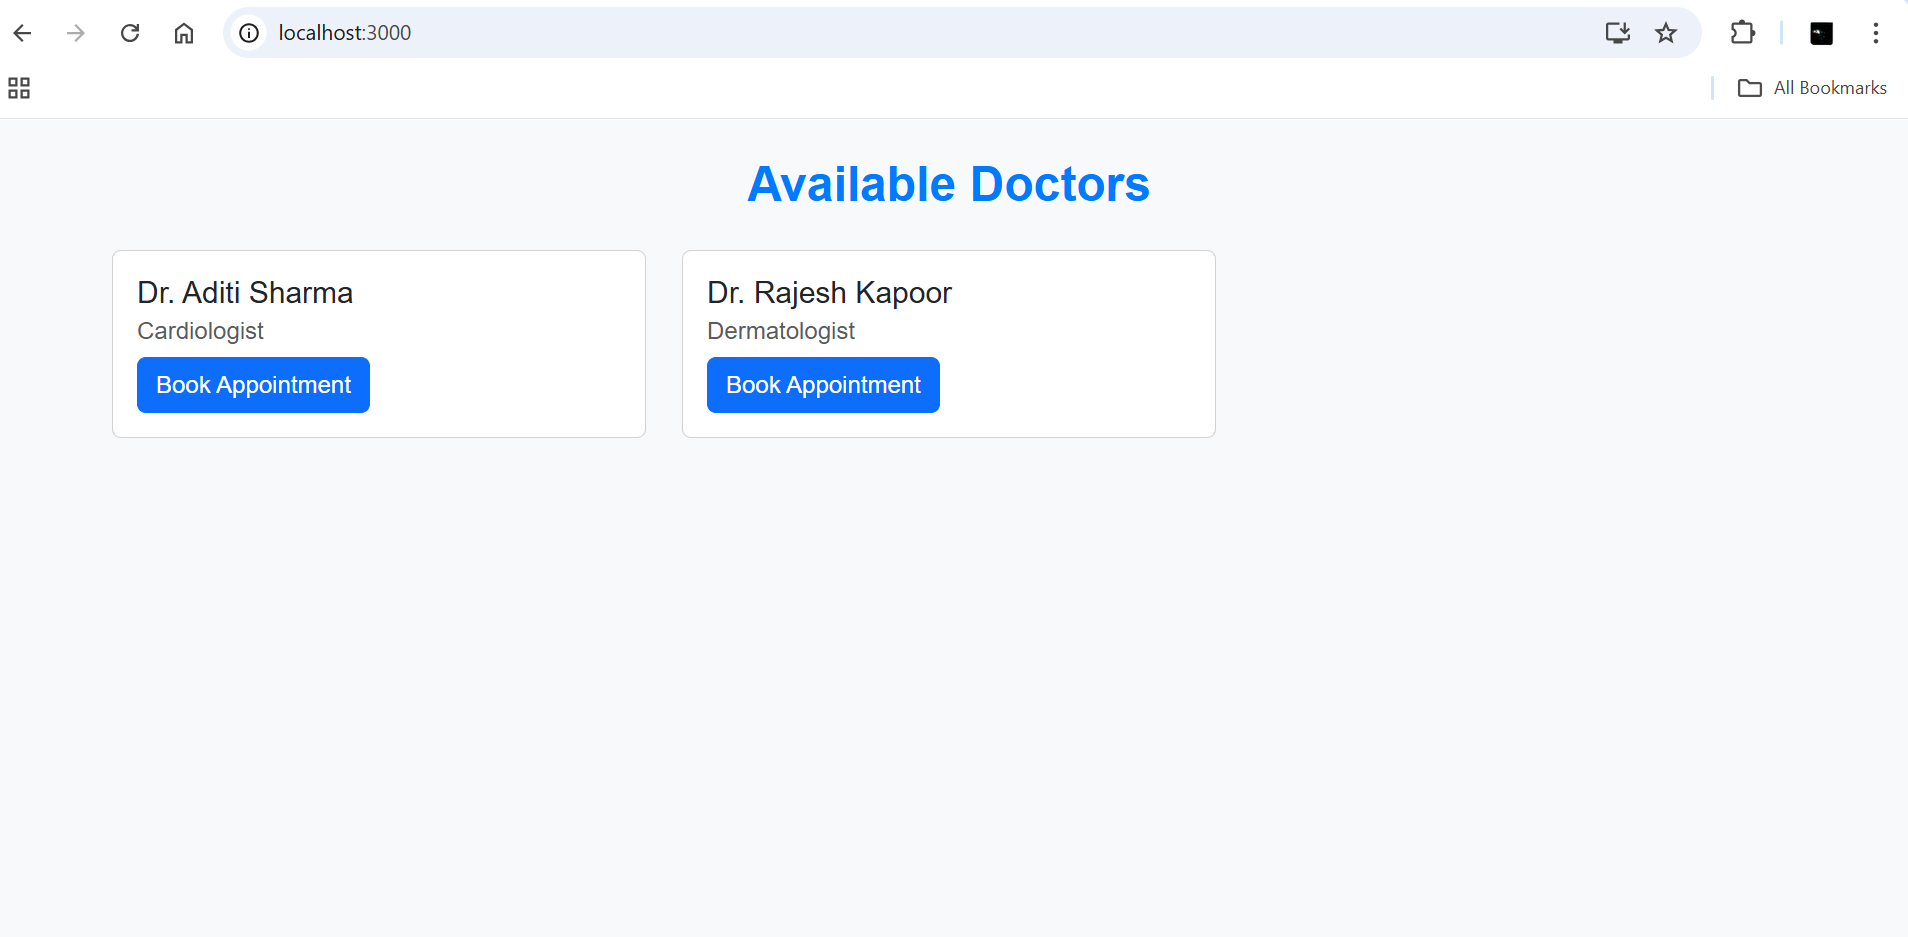 localhost:3000
All Bookmarks
Available Doctors
Dr. Aditi Sharma
Cardiologist
Book Appointment
Dr. Rajesh Kapoor
Dermatologist
Book Appointment